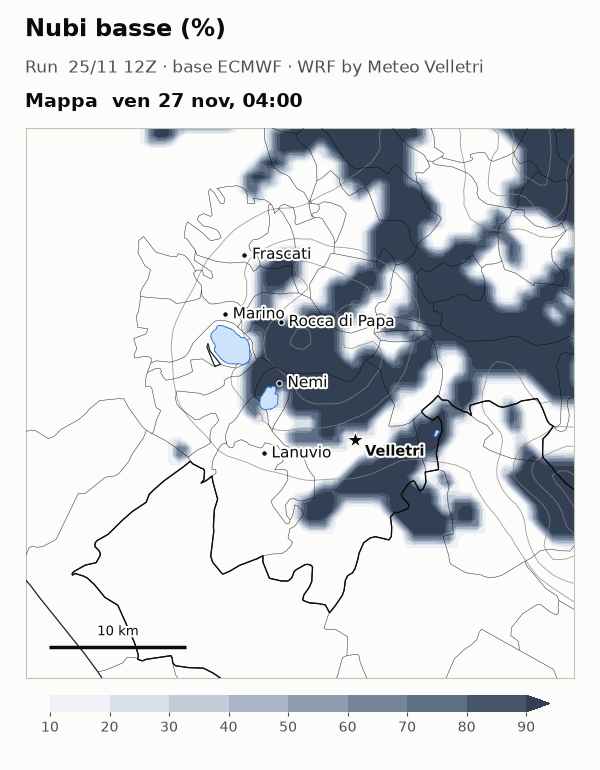 Nubi basse (%)
Run  25/11 12Z · base ECMWF · WRF by Meteo Velletri
Mappa  ven 27 nov, 04:00
Frascati
Marino
Rocca di Papa
Nemi
Velletri
Lanuvio
10 km
10 20 30 40 50 60 70 80 90